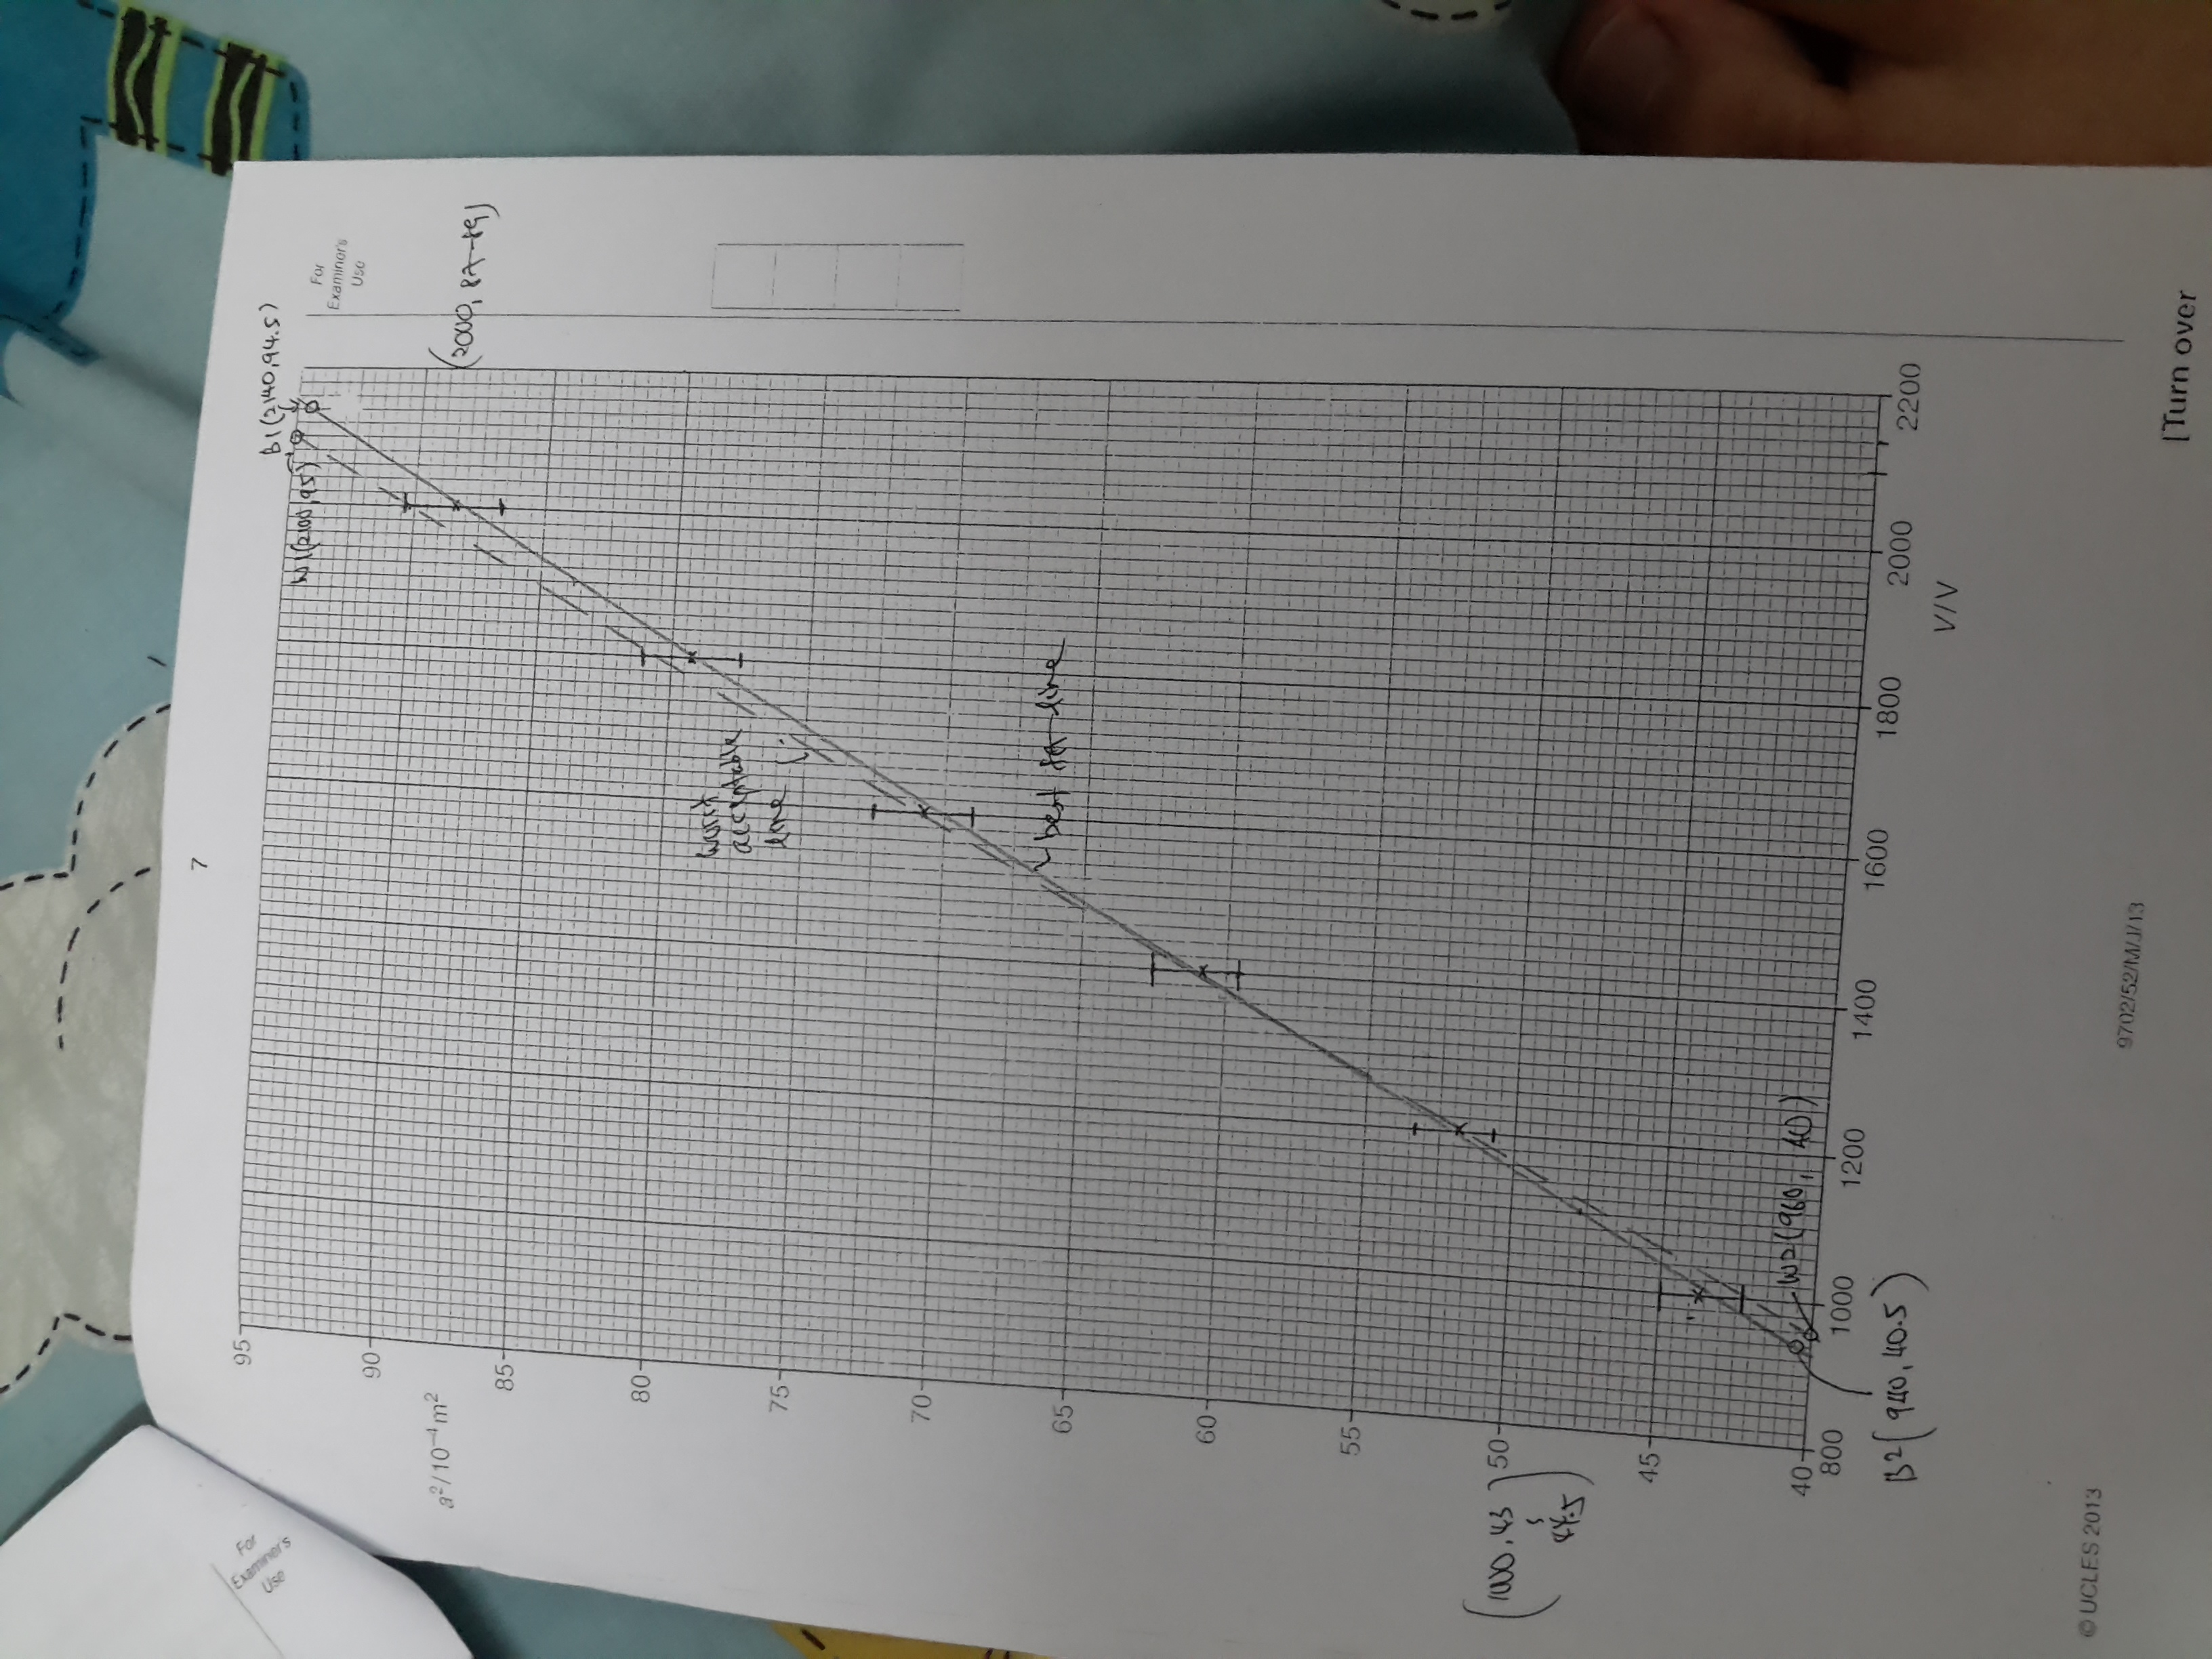 For
Examiner's
Use
7
95
B1(2140,94.5)
W1(2100,95)
For
Examiner's
Use
90
a²/10⁻⁴ m²
(2000, 87-89)
85
80
worst
acceptable
line
75
70
best fit line
65
60
55
50
(1000, 43
44.5)
45
W2(960, 40)
40
800
1000
1200
1400
1600
1800
2000
2200
B2(940,40.5)
V/V
© UCLES 2013
9702/52/M/J/13
[Turn over